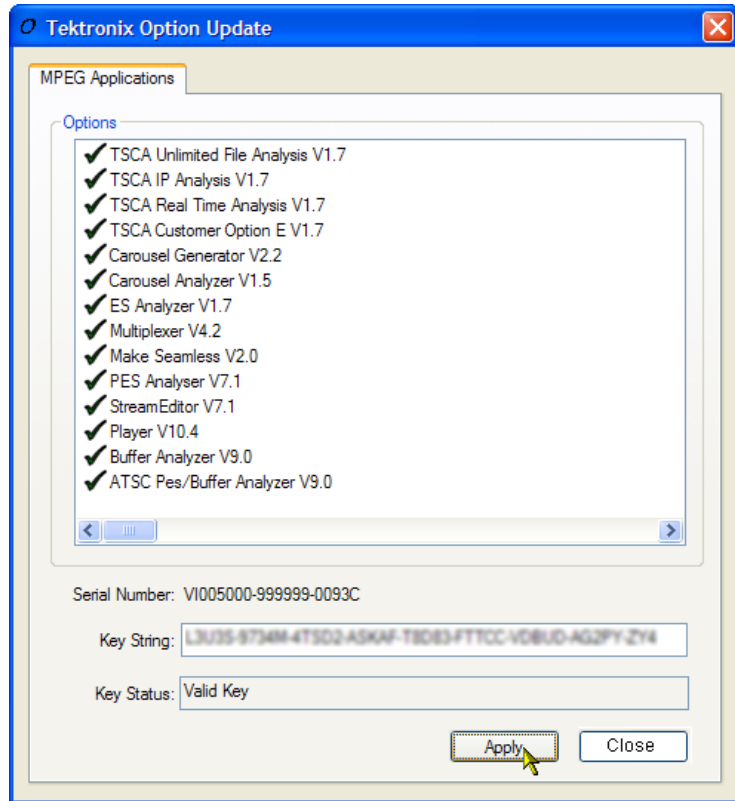 Tektronix Option Update
MPEG Applications
Options
TSCA Unlimited File Analysis V1.7
TSCA IP Analysis V1.7
TSCA Real Time Analysis V1.7
TSCA Customer Option E V1.7
Carousel Generator V2.2
Carousel Analyzer V1.5
ES Analyzer V1.7
Multiplexer V4.2
Make Seamless V2.0
PES Analyser V7.1
StreamEditor V7.1
Player V10.4
Buffer Analyzer V9.0
ATSC Pes/Buffer Analyzer V9.0
Serial Number: VI005000-999999-0093C
Key String:
Key Status: Valid Key
Apply Close